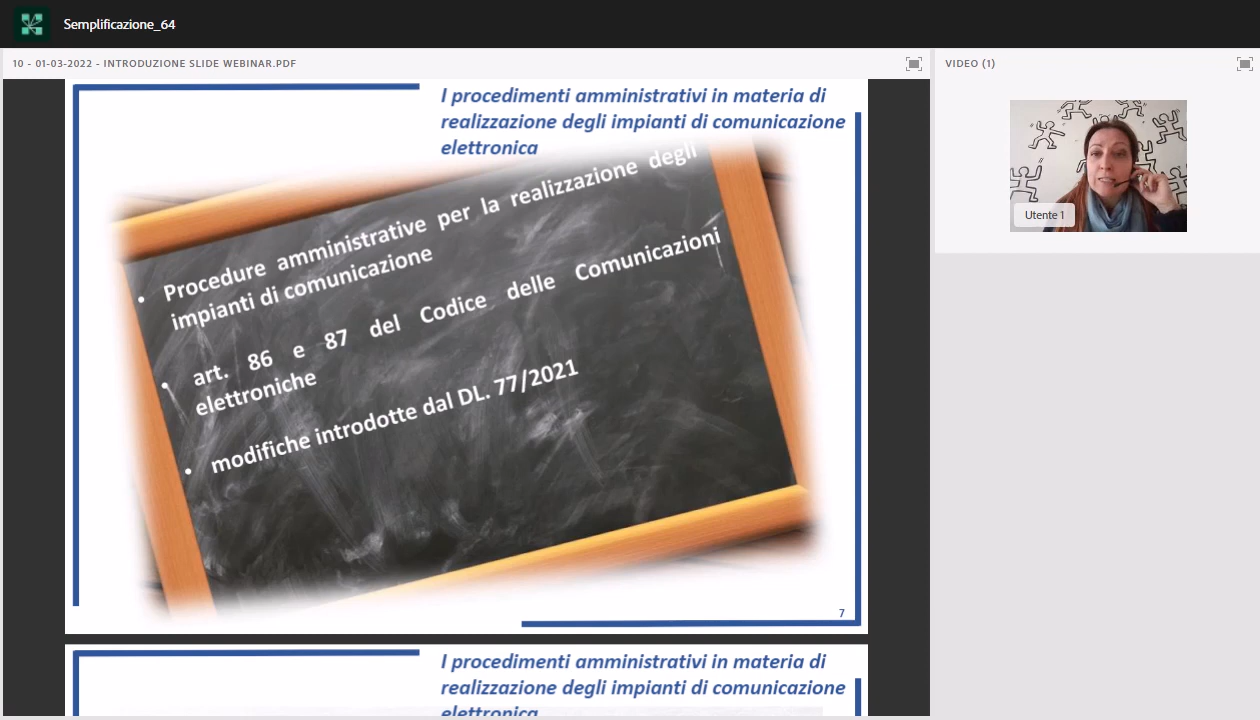 Semplificazione_64
10 - 01-03-2022 - INTRODUZIONE SLIDE WEBINAR.PDF
VIDEO (1)
I procedimenti amministrativi in materia di
realizzazione degli impianti di comunicazione
elettronica
• Procedure amministrative per la realizzazione degli
impianti di comunicazione
• art. 86 e 87 del Codice delle Comunicazioni
elettroniche
• modifiche introdotte dal DL. 77/2021
7
Utente 1
I procedimenti amministrativi in materia di
realizzazione degli impianti di comunicazione
elettronica